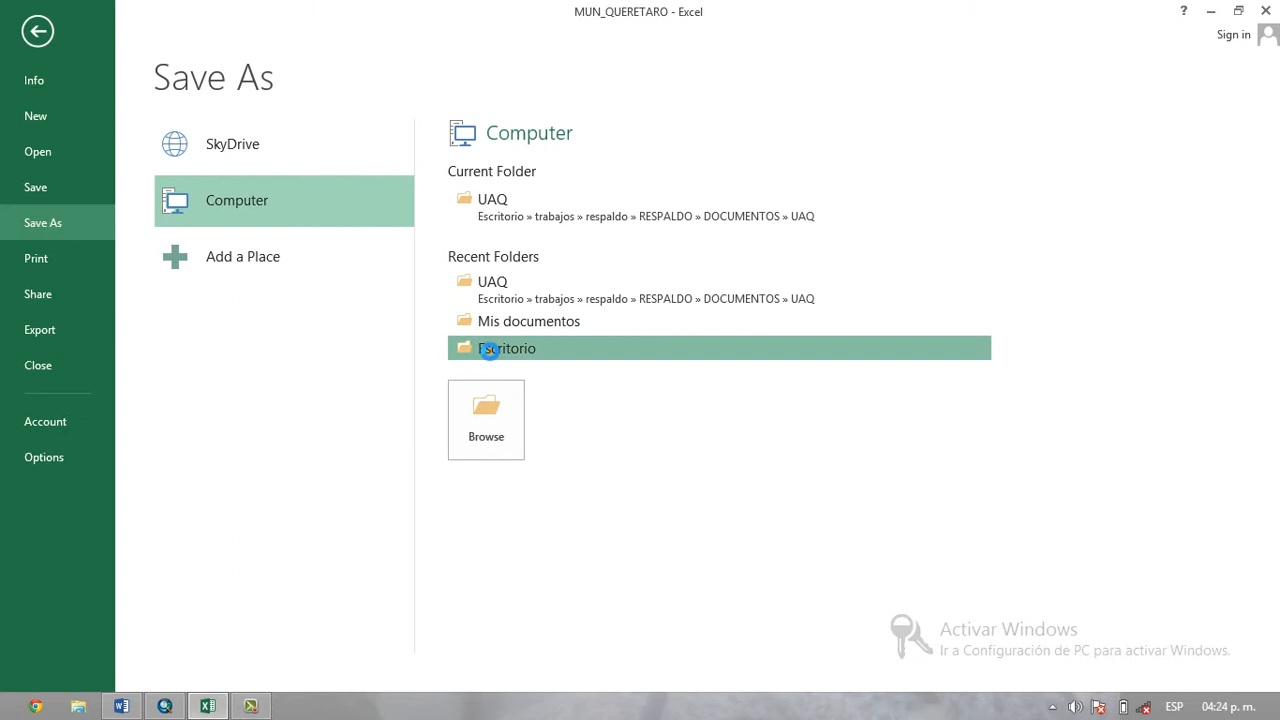 MUN_QUERETARO - Excel
?
Sign in
Info
New
Open
Save
Save As
Print
Share
Export
Close
Account
Options
Save As
SkyDrive
Computer
Add a Place
Computer
Current Folder
UAQ
Escritorio » trabajos » respaldo » RESPALDO » DOCUMENTOS » UAQ
Recent Folders
UAQ
Escritorio » trabajos » respaldo » RESPALDO » DOCUMENTOS » UAQ
Mis documentos
Escritorio
Browse
Activar Windows
Ir a Configuración de PC para activar Windows.
ESP
04:24 p. m.